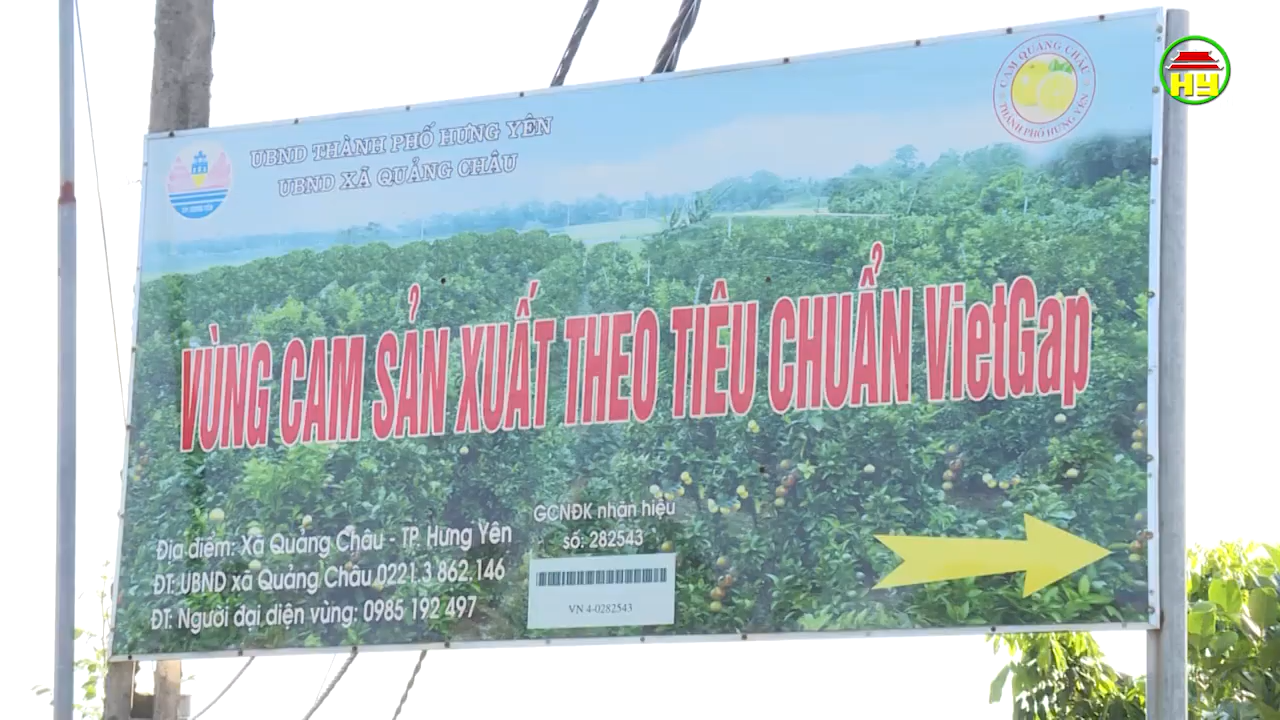 UBND THÀNH PHỐ HƯNG YÊN
UBND XÃ QUẢNG CHÂU
CAM QUẢNG CHÂU
THÀNH PHỐ HƯNG YÊN
HY
TP HƯNG YÊN
VÙNG CAM SẢN XUẤT THEO TIÊU CHUẨN VietGap
Địa điểm: Xã Quảng Châu - TP. Hưng Yên
ĐT: UBND xã Quảng Châu 0221.3 862.146
ĐT: Người đại diện vùng: 0985 192 497
GCNĐK nhãn hiệu
số: 282543
VN 4-0282543